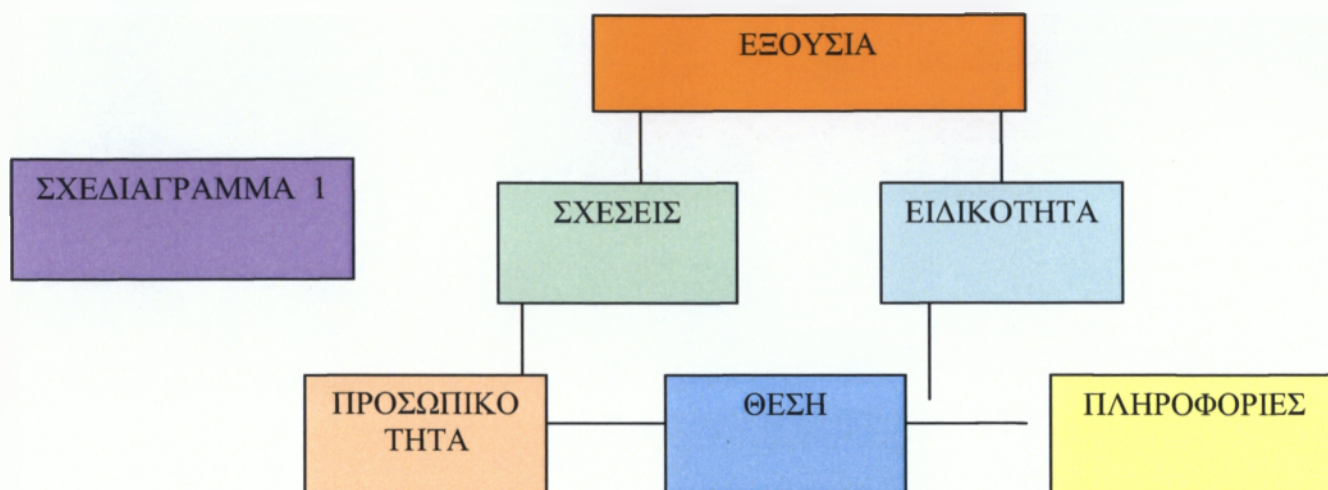 ΕΞΟΥΣΙΑ
ΣΧΕΔΙΑΓΡΑΜΜΑ 1
ΣΧΕΣΕΙΣ
ΕΙΔΙΚΟΤΗΤΑ
ΠΡΟΣΩΠΙΚΟ
ΤΗΤΑ
ΘΕΣΗ
ΠΛΗΡΟΦΟΡΙΕΣ